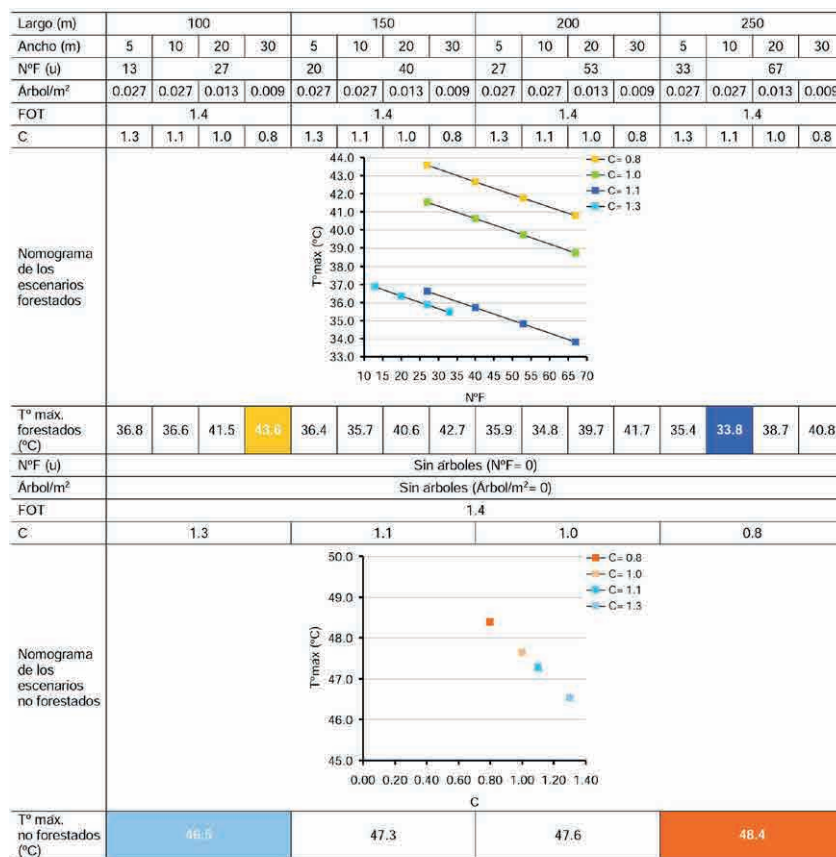 Largo (m) 100 150 200 250
Ancho (m) 5 10 20 30 5 10 20 30 5 10 20 30 5 10 20 30
NºF (u) 13 27 20 40 27 53 33 67
Árbol/m² 0.027 0.027 0.013 0.009 0.027 0.027 0.013 0.009 0.027 0.027 0.013 0.009 0.027 0.027 0.013 0.009
FOT 1.4 1.4 1.4 1.4
C 1.3 1.1 1.0 0.8 1.3 1.1 1.0 0.8 1.3 1.1 1.0 0.8 1.3 1.1 1.0 0.8
Nomograma
de los
escenarios
forestados
T°max (°C)
44.0
43.0
42.0
41.0
40.0
39.0
38.0
37.0
36.0
35.0
34.0
33.0
10 15 20 25 30 35 40 45 50 55 60 65 70
NºF
C= 0.8
C= 1.0
C= 1.1
C= 1.3
T° max.
forestados
(°C)
36.8 36.6 41.5 43.6 36.4 35.7 40.6 42.7 35.9 34.8 39.7 41.7 35.4 33.8 38.7 40.8
NºF (u) Sin árboles (NºF= 0)
Árbol/m² Sin árboles (Árbol/m²= 0)
FOT 1.4
C 1.3 1.1 1.0 0.8
Nomograma
de los
escenarios
no forestados
T°max (°C)
50.0
49.0
48.0
47.0
46.0
45.0
0.00 0.20 0.40 0.60 0.80 1.00 1.20 1.40
C
C= 0.8
C= 1.0
C= 1.1
C= 1.3
T° máx.
no forestados
(°C)
46.5 47.3 47.6 48.4